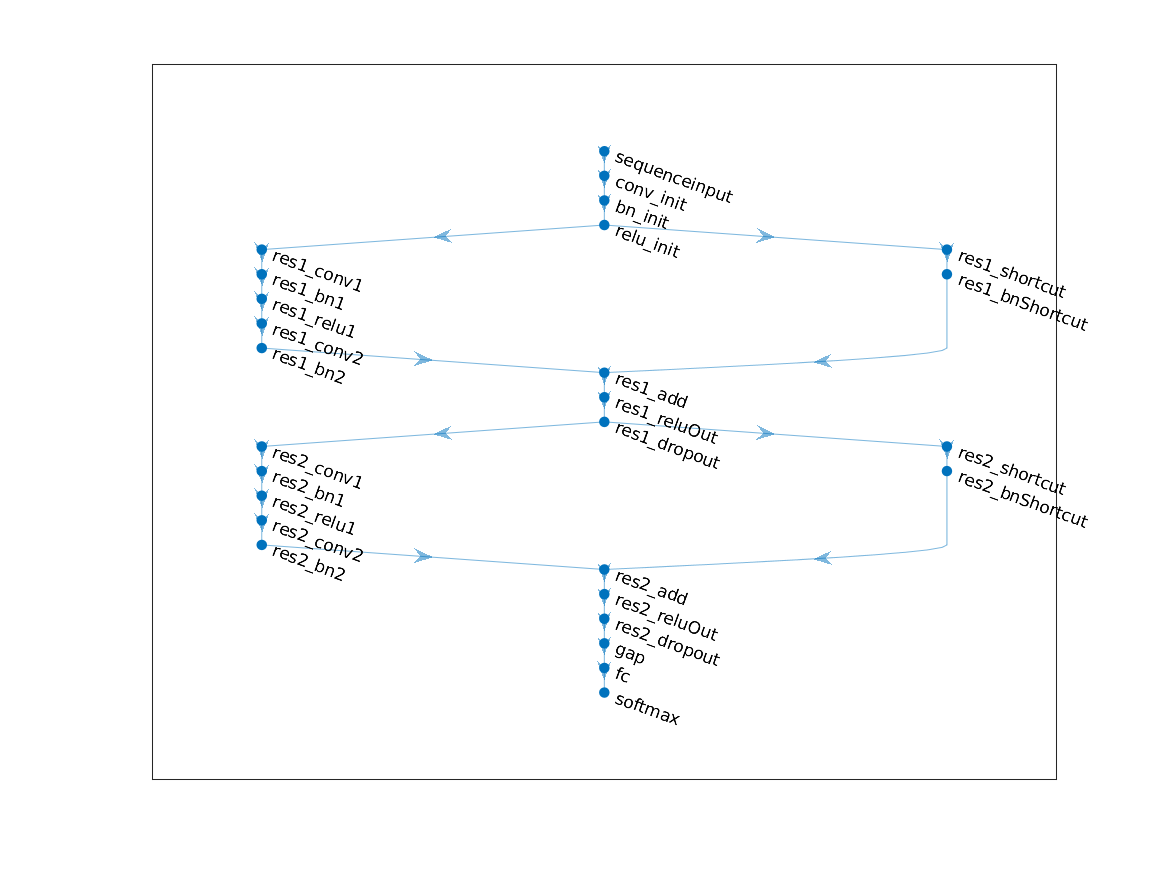 sequenceinput
conv_init
bn_init
relu_init
res1_conv1
res1_bn1
res1_relu1
res1_conv2
res1_bn2
res1_shortcut
res1_bnShortcut
res1_add
res1_reluOut
res1_dropout
res2_conv1
res2_bn1
res2_relu1
res2_conv2
res2_bn2
res2_shortcut
res2_bnShortcut
res2_add
res2_reluOut
res2_dropout
gap
fc
softmax